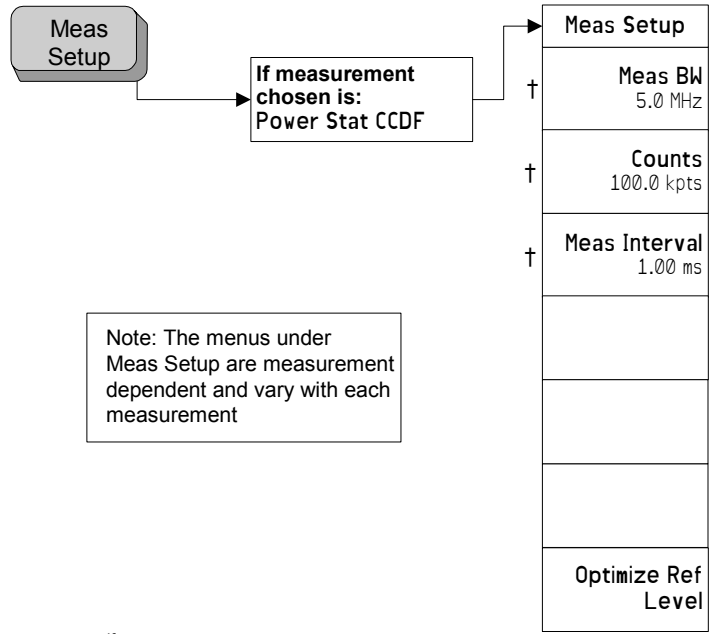 Meas
Setup
If measurement
chosen is:
Power Stat CCDF
Meas Setup
† Meas BW
5.0 MHz
† Counts
100.0 kpts
† Meas Interval
1.00 ms
Note: The menus under
Meas Setup are measurement
dependent and vary with each
measurement
Optimize Ref
Level